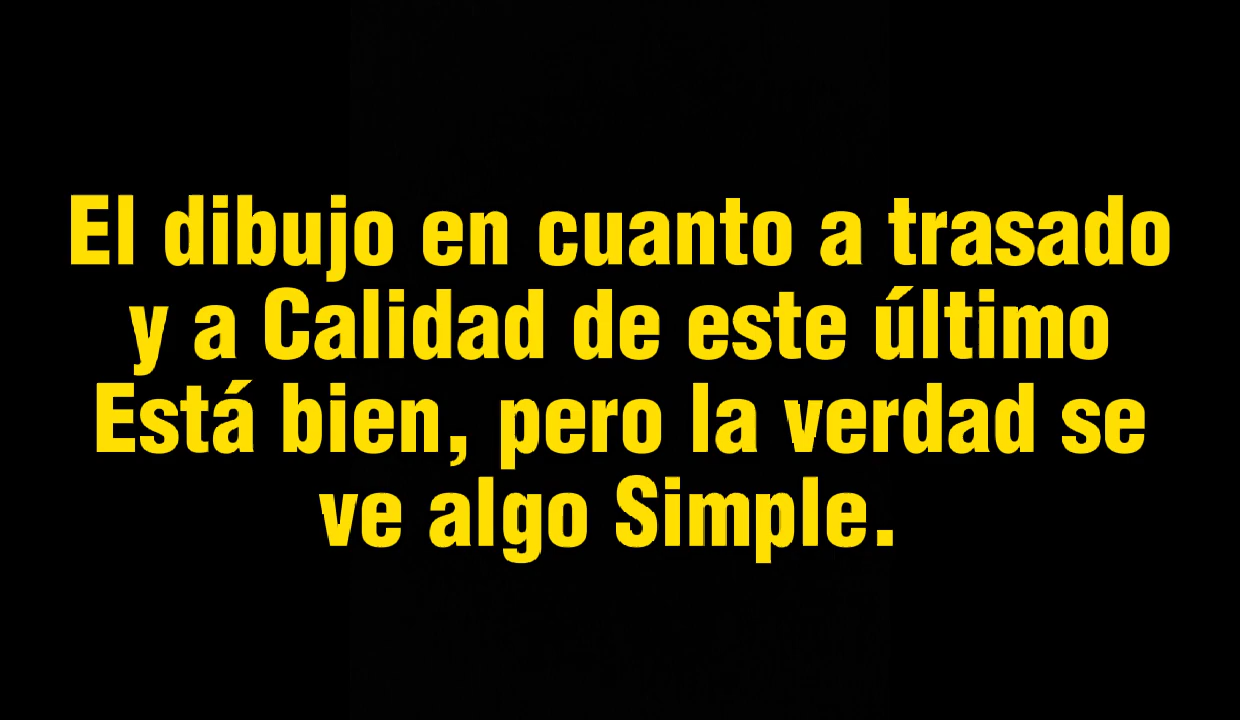 El dibujo en cuanto a trasado
y a Calidad de este último
Está bien, pero la verdad se
ve algo Simple.